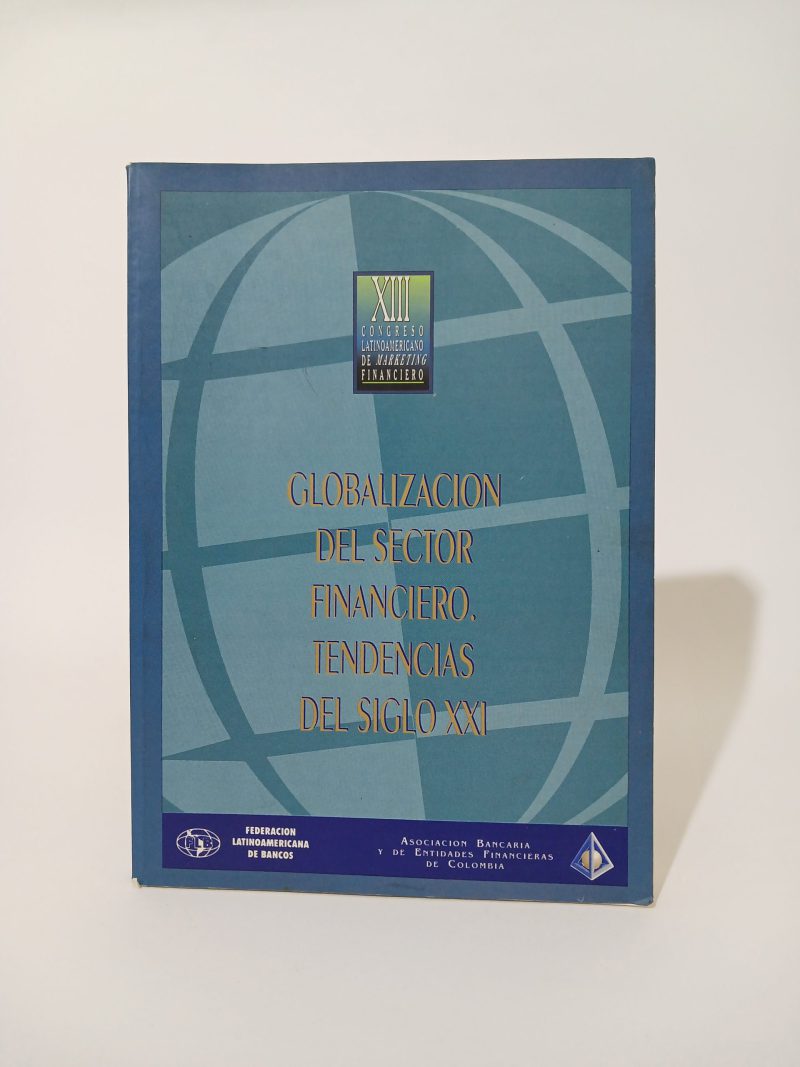 XIII
CONGRESO
LATINOAMERICANO
DE MARKETING
FINANCIERO
GLOBALIZACION
DEL SECTOR
FINANCIERO.
TENDENCIAS
DEL SIGLO XXI
FLB
FEDERACION
LATINOAMERICANA
DE BANCOS
ASOCIACION BANCARIA
Y DE ENTIDADES FINANCIERAS
DE COLOMBIA